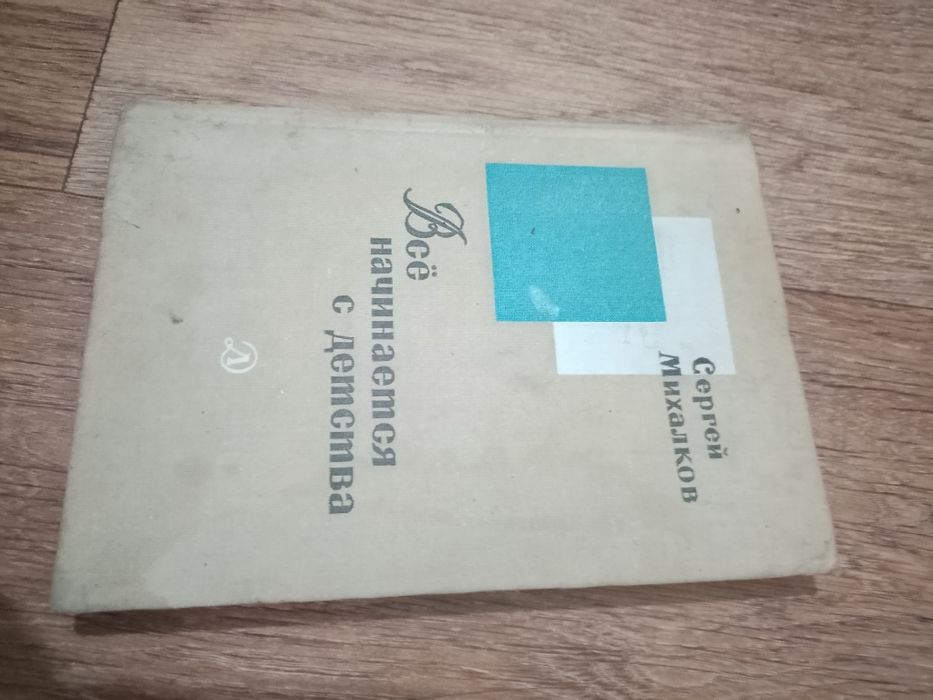 Сергей
Михалков
Всё
начинается
с детства